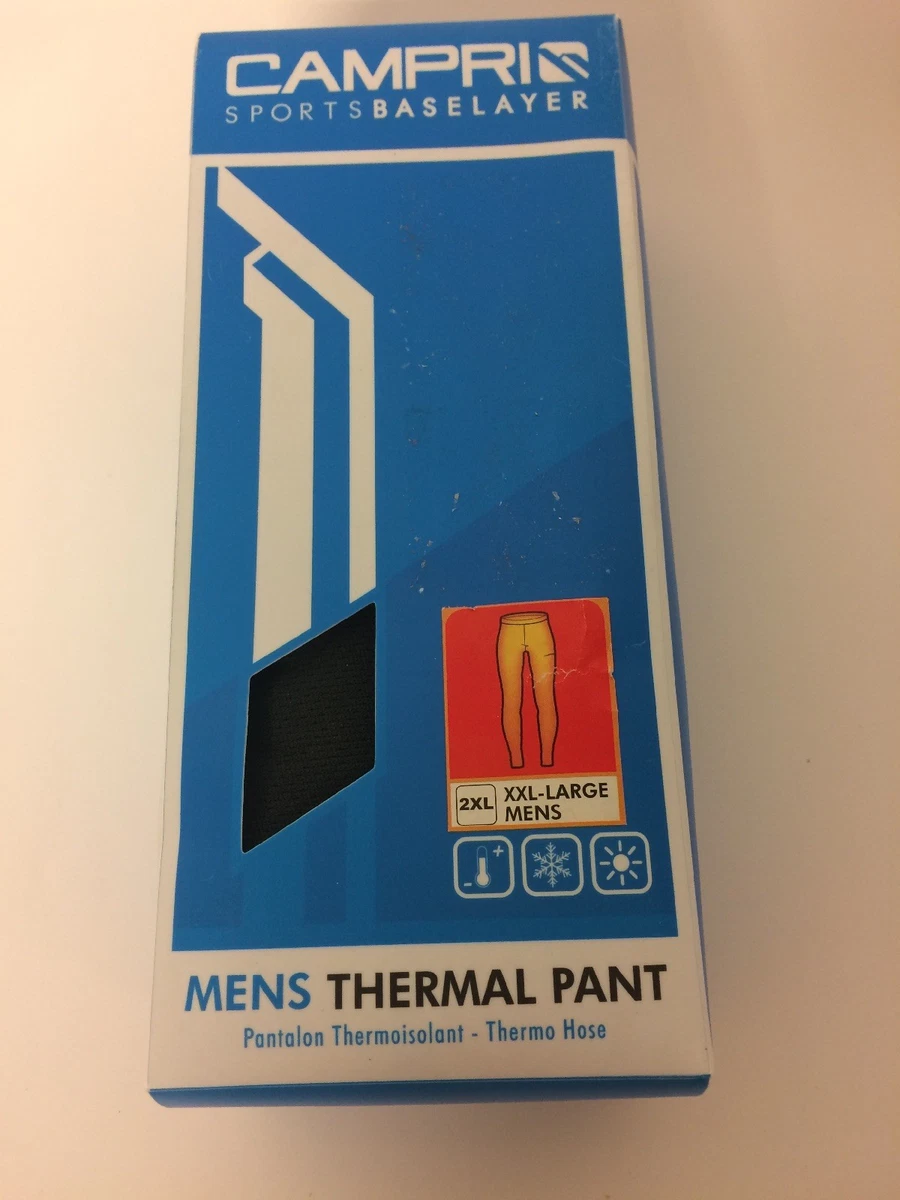 CAMPRI
SPORTSBASELAYER
2XL XXL-LARGE
MENS
- +
MENS THERMAL PANT
Pantalon Thermoisolant - Thermo Hose